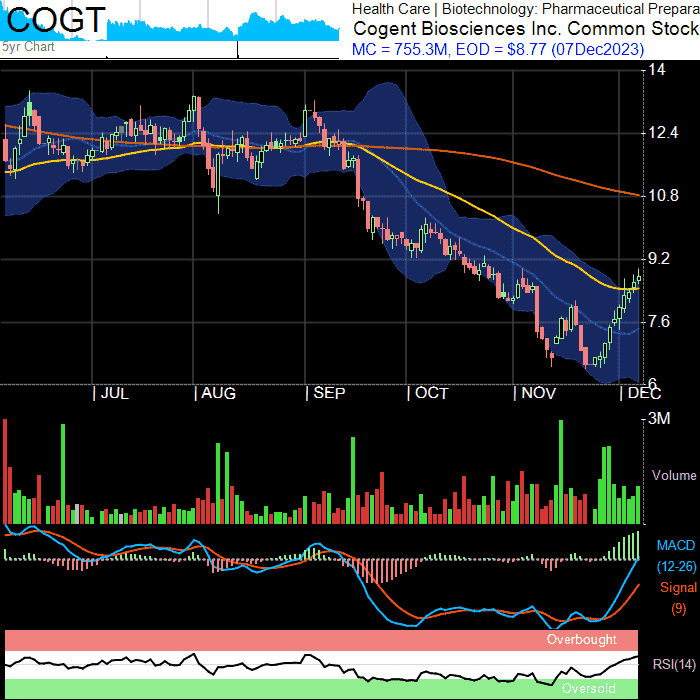 COGT
5yr Chart
Health Care | Biotechnology: Pharmaceutical Prepara
Cogent Biosciences Inc. Common Stock
MC = 755.3M, EOD = $8.77 (07Dec2023)
14
12.4
10.8
9.2
7.6
6
| JUL | AUG | SEP | OCT | NOV | DEC
3M
Volume
MACD
(12-26)
Signal
(9)
Overbought
RSI(14)
Oversold